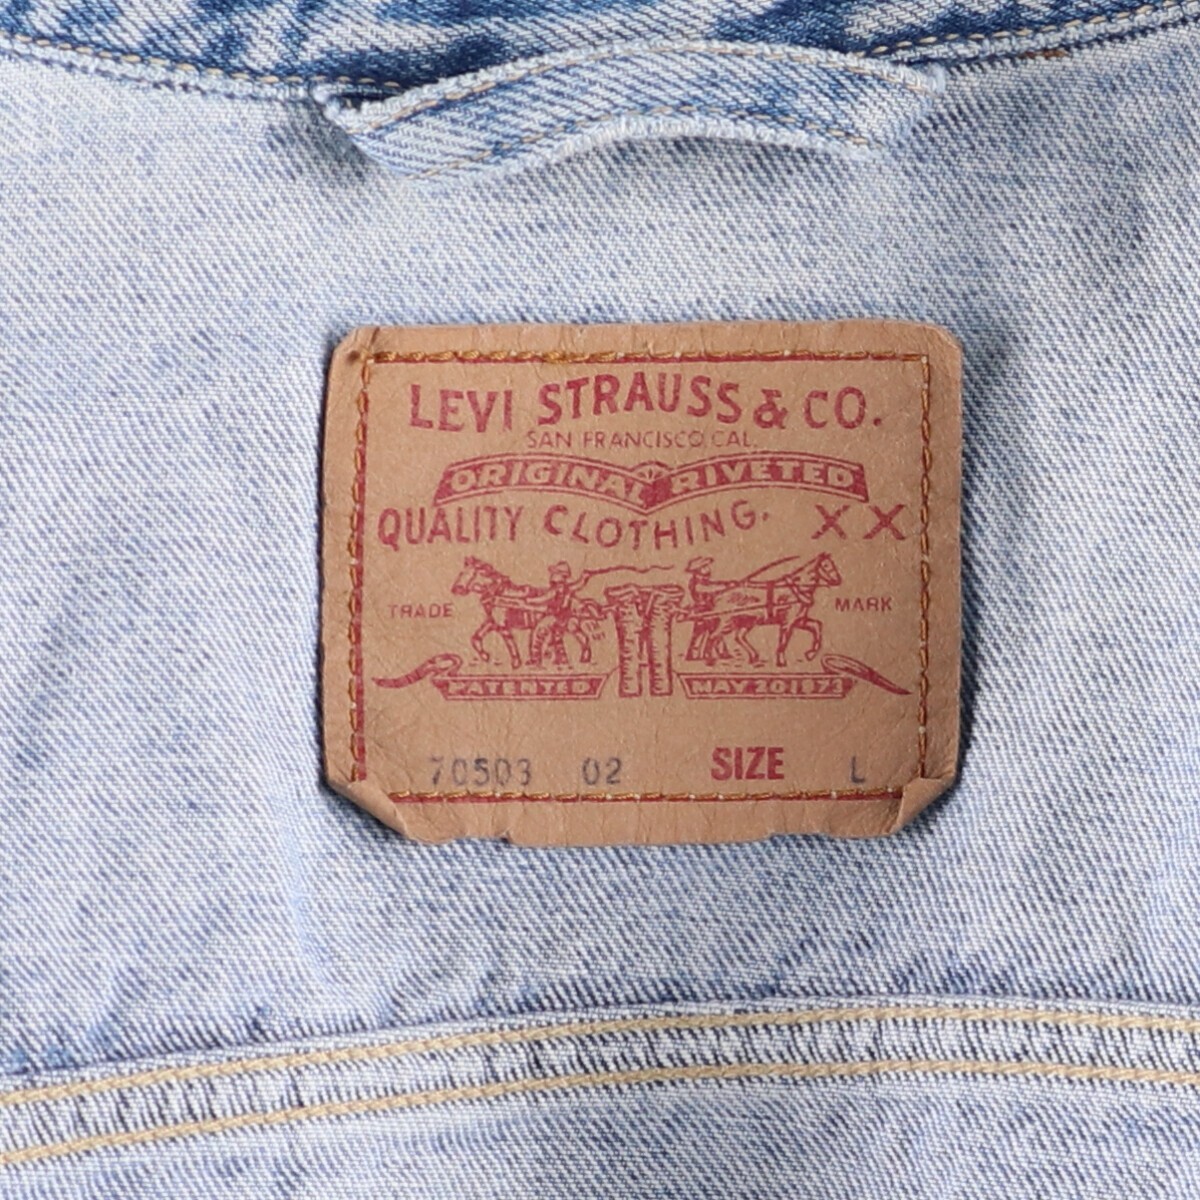 LEVI STRAUSS & CO.
SAN FRANCISCO, CAL.
ORIGINAL RIVETED
QUALITY CLOTHING. XX
TRADE MARK
PATENTED MAY 20 1873
70503 02 SIZE L